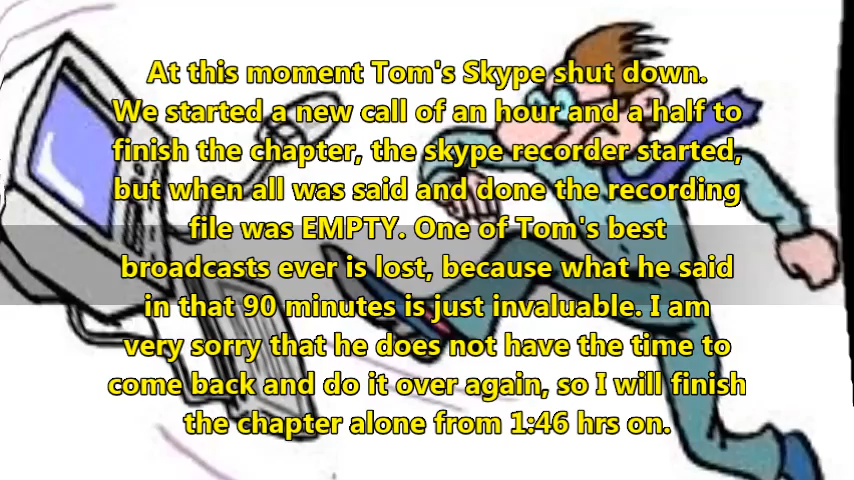 At this moment Tom's Skype shut down.
We started a new call of an hour and a half to
finish the chapter, the skype recorder started,
but when all was said and done the recording
file was EMPTY. One of Tom's best
broadcasts ever is lost, because what he said
in that 90 minutes is just invaluable. I am
very sorry that he does not have the time to
come back and do it over again, so I will finish
the chapter alone from 1:46 hrs on.